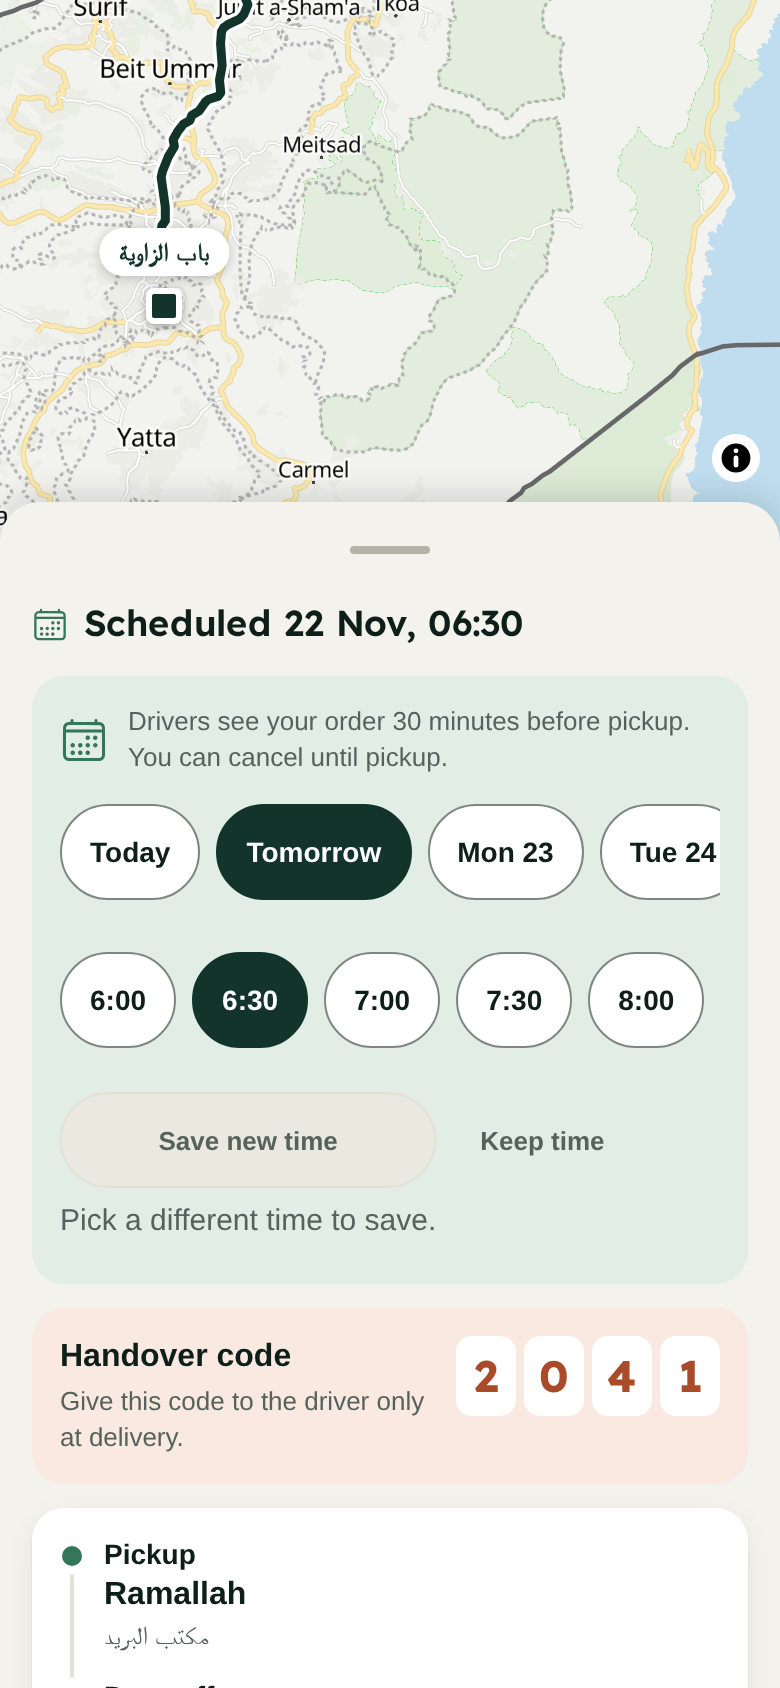 Surif
a-Sham'a
Tkoa
Beit Ummar
Meitsad
باب الزاوية
Yatta
Carmel
Scheduled 22 Nov, 06:30
Drivers see your order 30 minutes before pickup.
You can cancel until pickup.
Today
Tomorrow
Mon 23
Tue 24
6:00
6:30
7:00
7:30
8:00
Save new time
Keep time
Pick a different time to save.
Handover code
2 0 4 1
Give this code to the driver only
at delivery.
Pickup
Ramallah
مكتب البريد